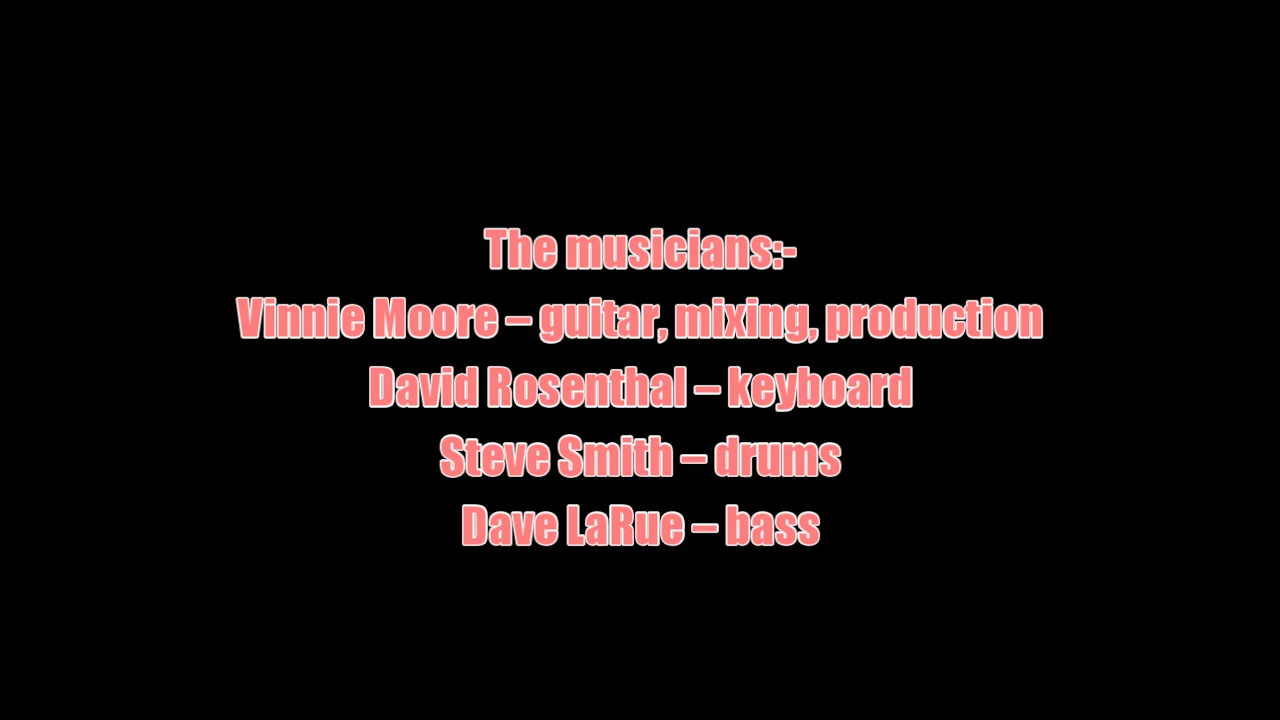 The musicians:-
Vinnie Moore – guitar, mixing, production
David Rosenthal – keyboard
Steve Smith – drums
Dave LaRue – bass